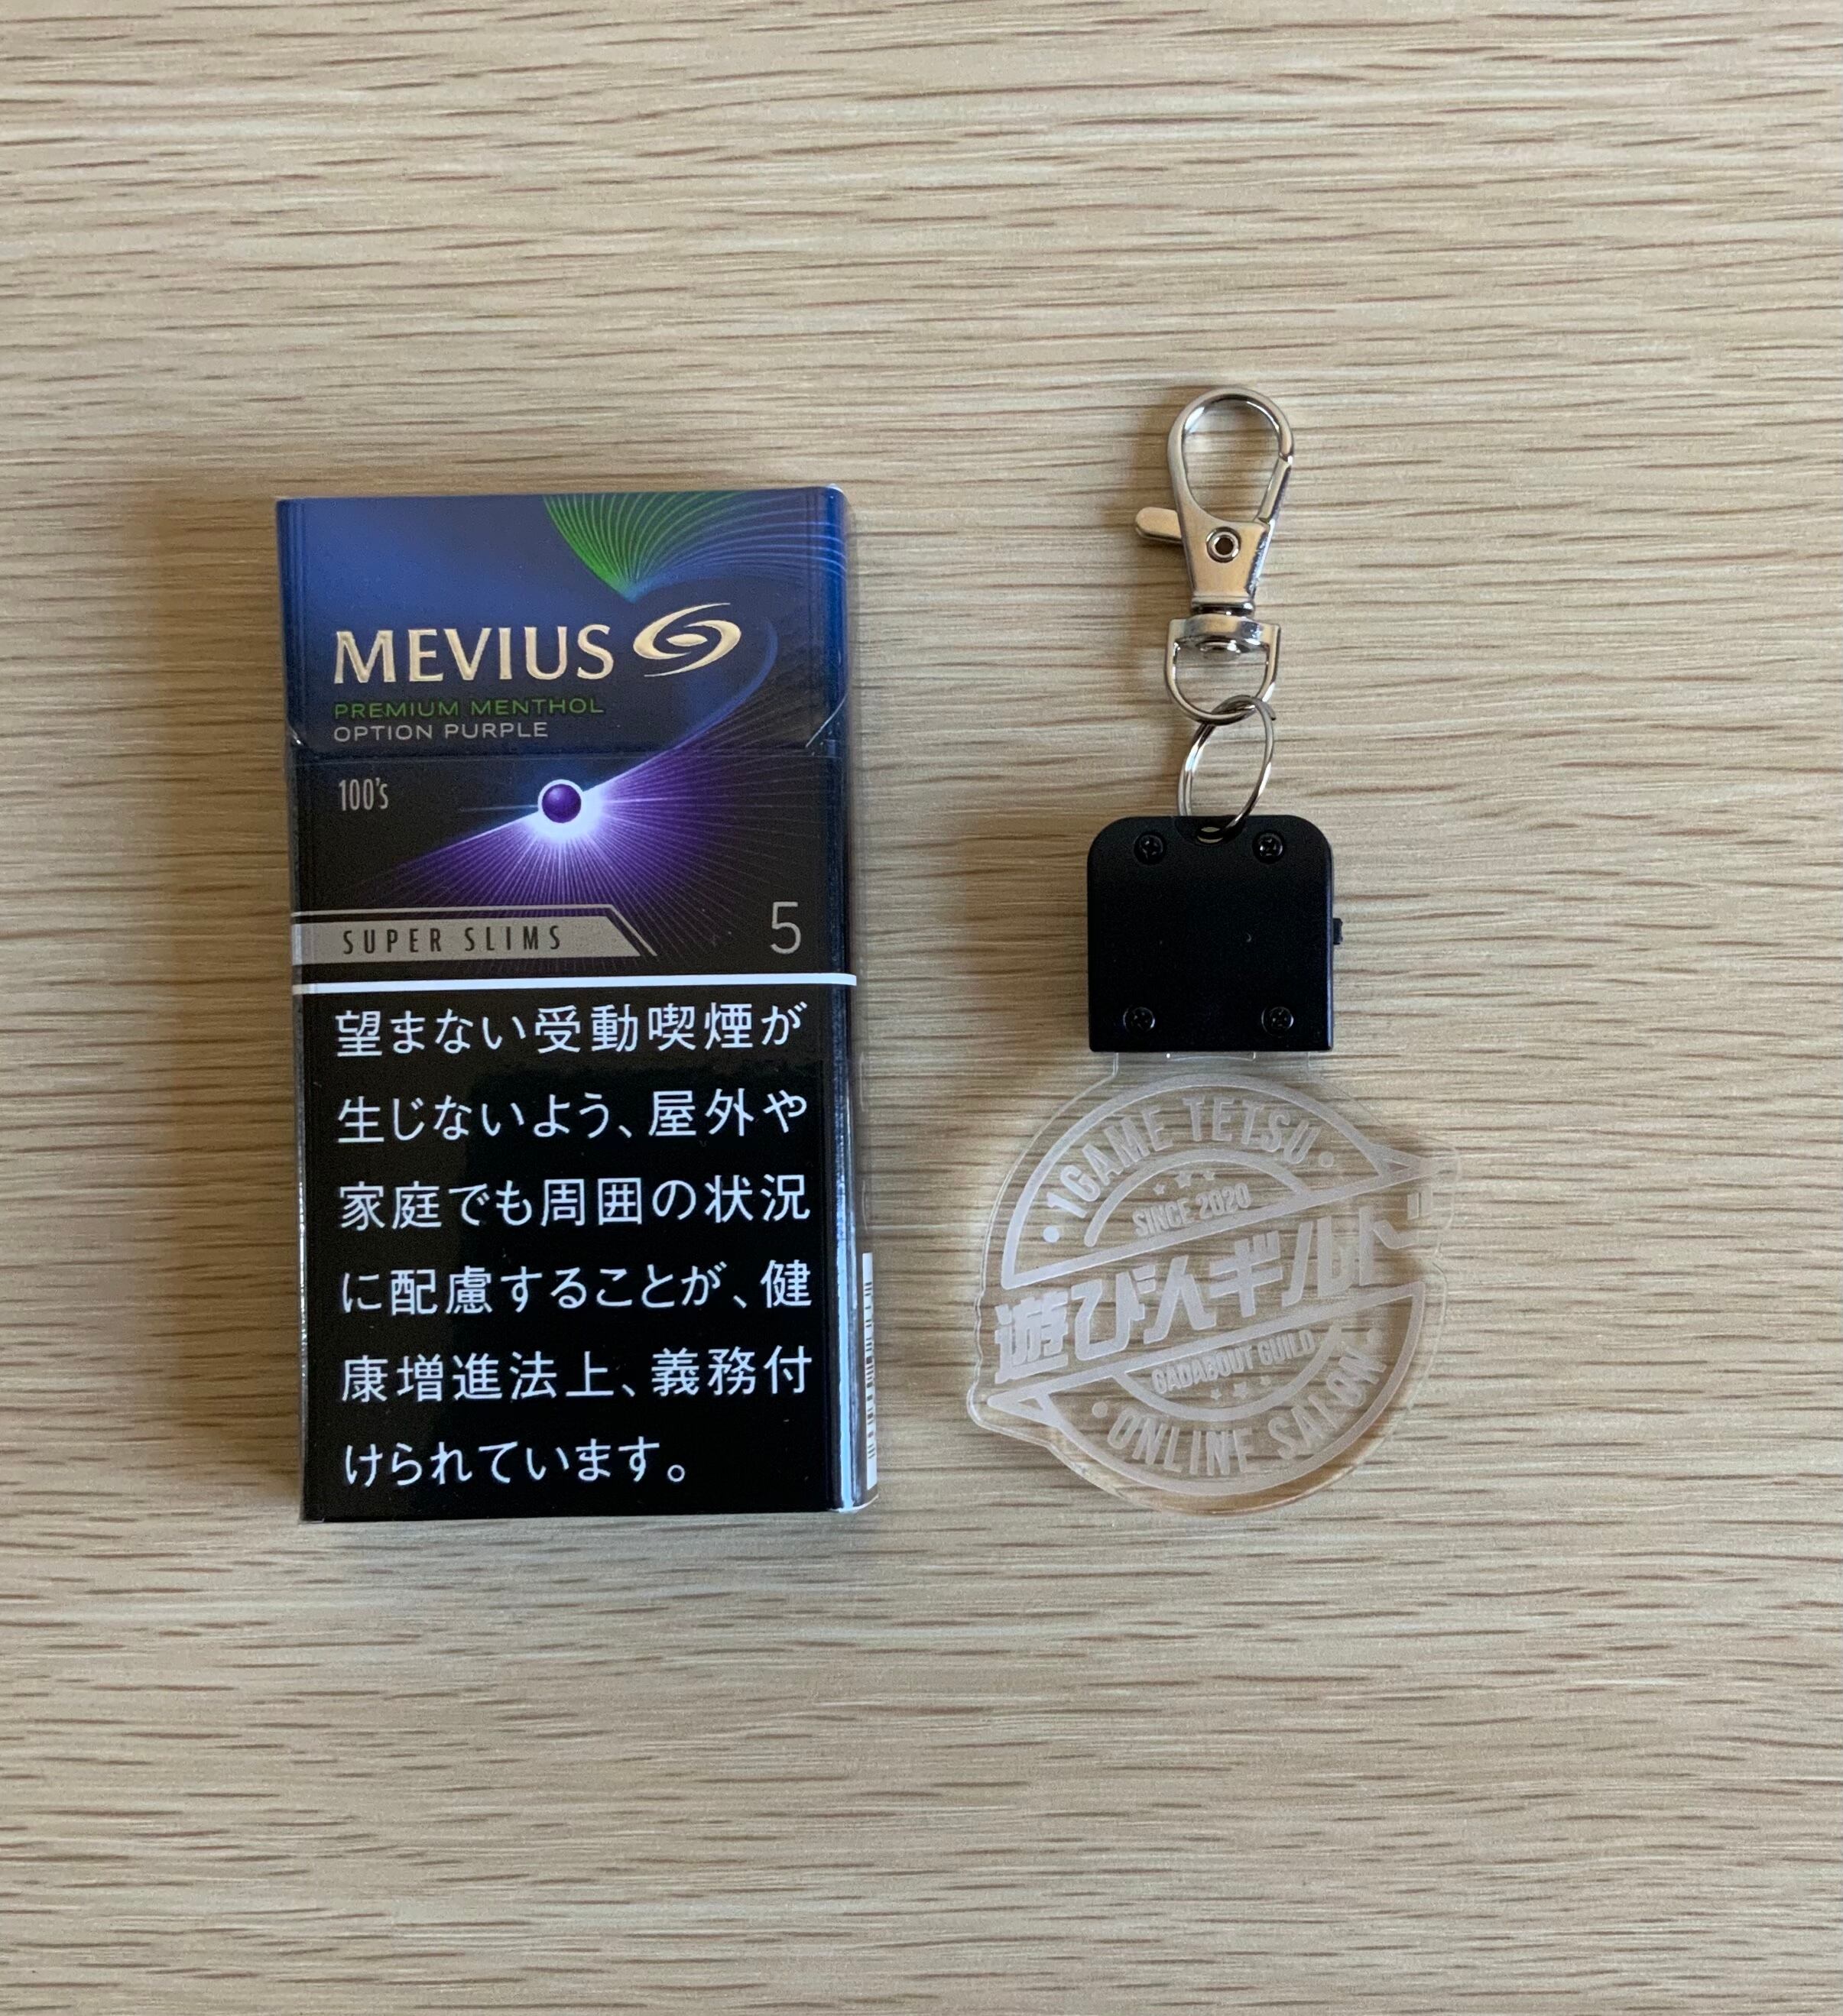 MEVIUS
PREMIUM MENTHOL
OPTION PURPLE
100's
SUPER SLIMS
5
望まない受動喫煙が
生じないよう、屋外や
家庭でも周囲の状況
に配慮することが、健
康増進法上、義務付
けられています。
•1GAME TETSU•
SINCE 2020
遊び人ギルド
GADABOUT GUILD
•ONLINE SALON•